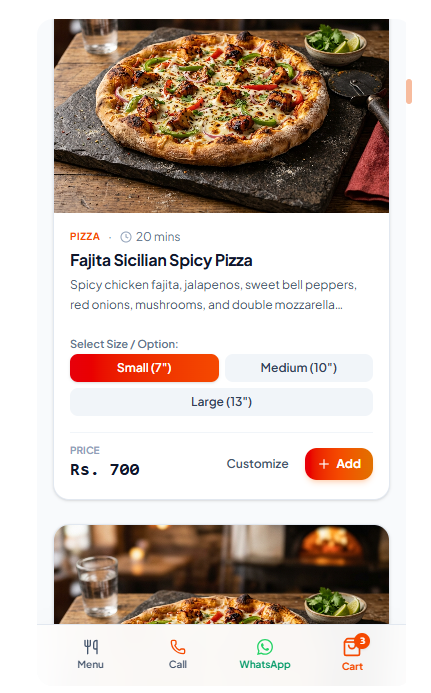 PIZZA · 20 mins
Fajita Sicilian Spicy Pizza
Spicy chicken fajita, jalapenos, sweet bell peppers,
red onions, mushrooms, and double mozzarella...
Select Size / Option:
Small (7")
Medium (10")
Large (13")
PRICE
Rs. 700
Customize
+ Add
Menu
Call
WhatsApp
3
Cart